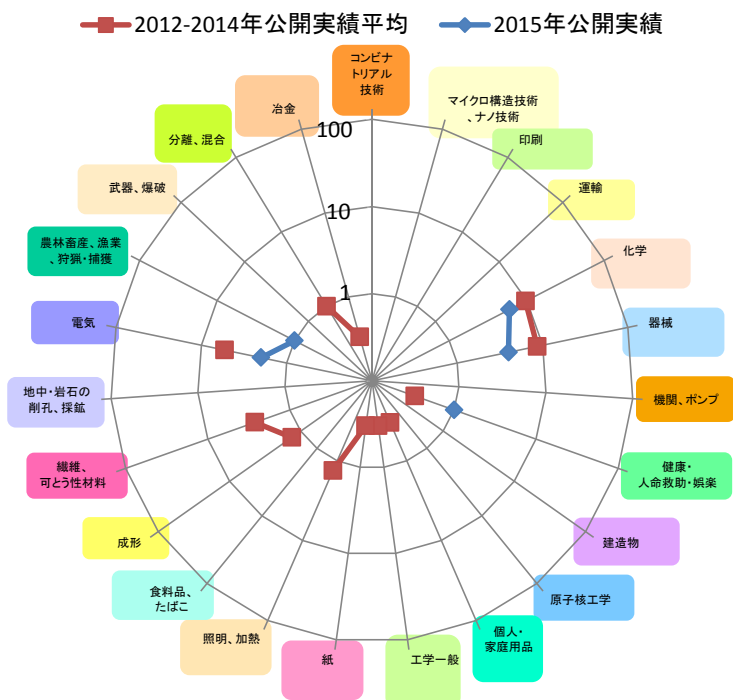 2012-2014年公開実績平均
2015年公開実績
コンビナ
トリアル
技術
マイクロ構造技術
、ナノ技術
印刷
運輸
化学
器械
機関、ポンプ
健康・
人命救助・娯楽
建造物
原子核工学
個人・
家庭用品
工学一般
紙
照明、加熱
食料品、
たばこ
成形
繊維、
可とう性材料
地中・岩石の
削孔、採鉱
電気
農林畜産、漁業
、狩猟・捕獲
武器、爆破
分離、混合
冶金
100
10
1